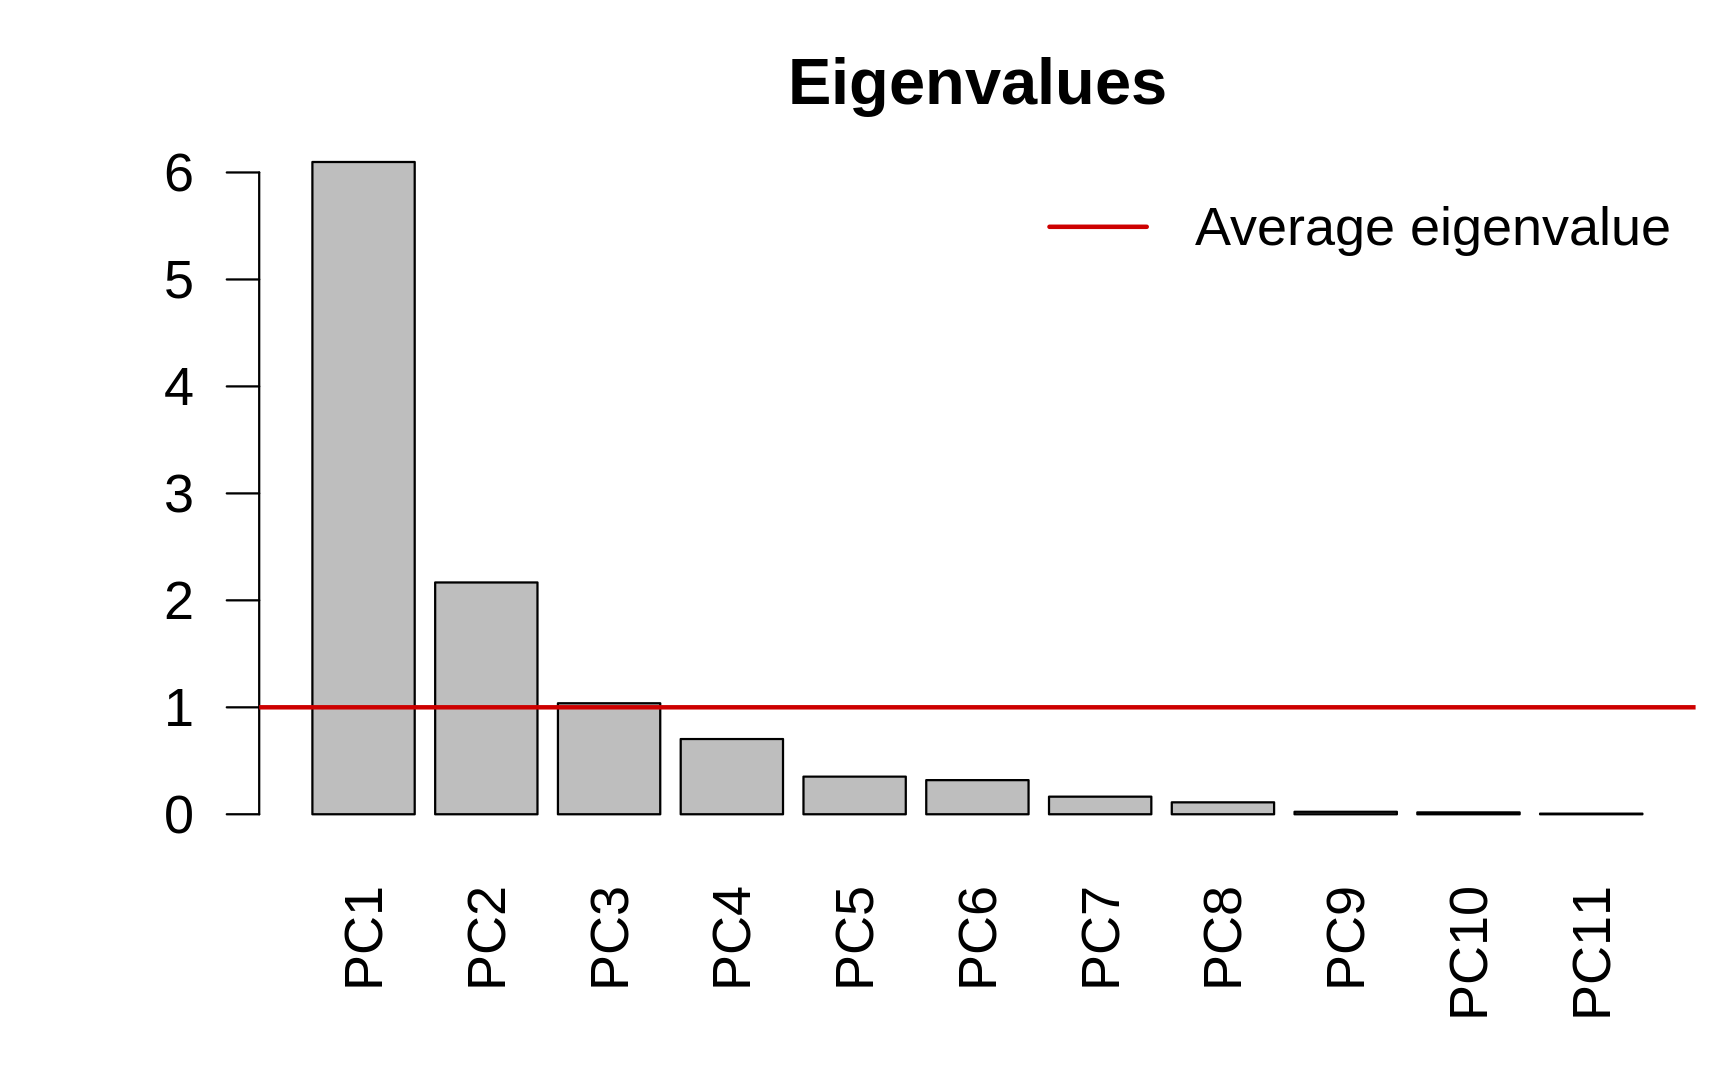 Eigenvalues
Average eigenvalue
6
5
4
3
2
1
0
PC1
PC2
PC3
PC4
PC5
PC6
PC7
PC8
PC9
PC10
PC11